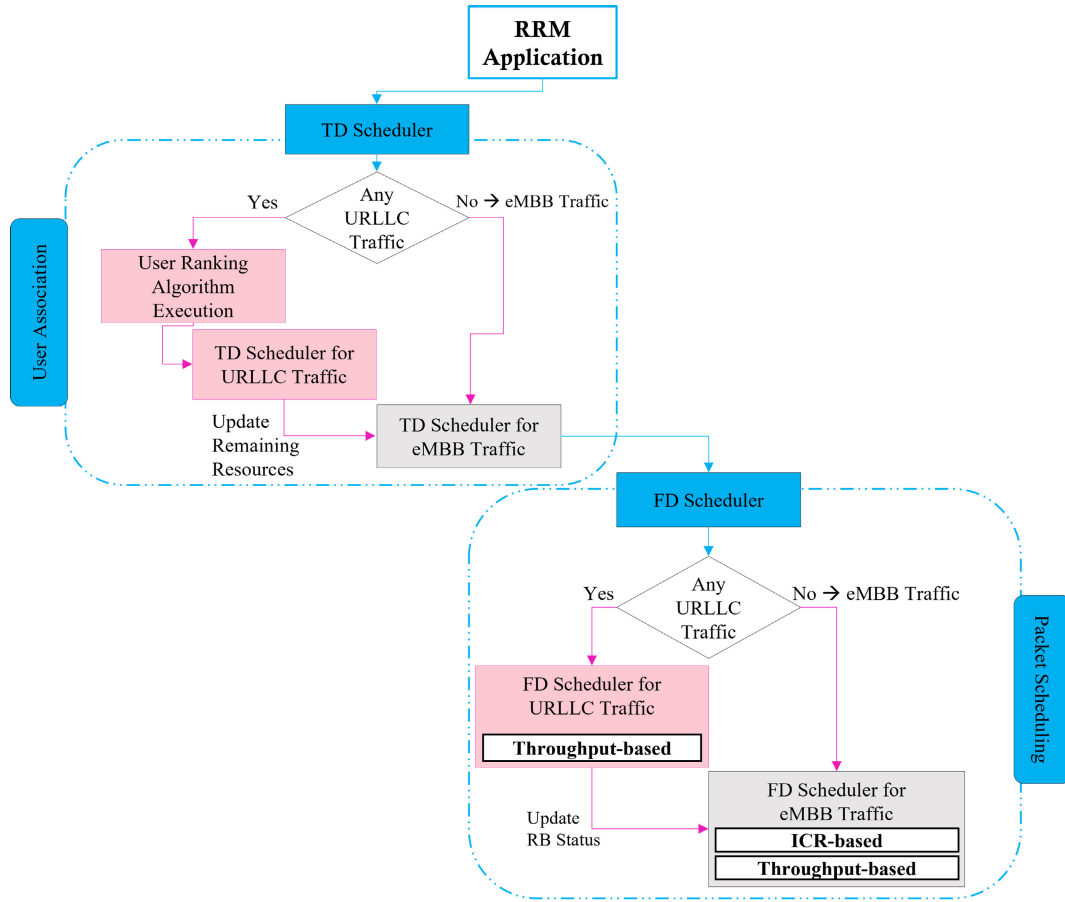 RRM
Application
TD Scheduler
Any
URLLC
Traffic
Yes
No → eMBB Traffic
User Association
User Ranking
Algorithm
Execution
TD Scheduler for
URLLC Traffic
Update
Remaining
Resources
TD Scheduler for
eMBB Traffic
FD Scheduler
Any
URLLC
Traffic
Yes
No → eMBB Traffic
Packet Scheduling
FD Scheduler for
URLLC Traffic
Throughput-based
Update
RB Status
FD Scheduler for
eMBB Traffic
ICR-based
Throughput-based